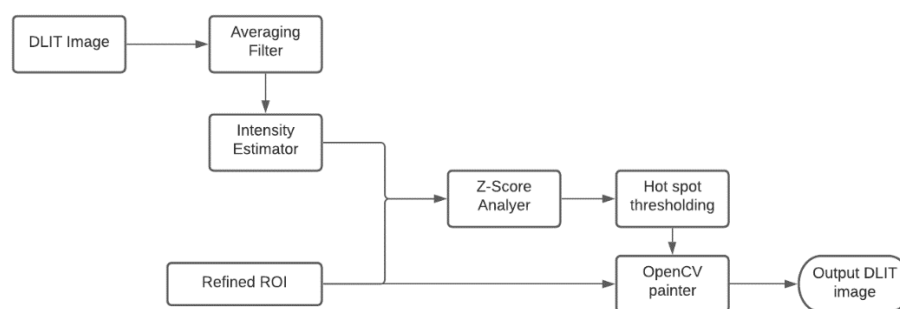 DLIT Image
Averaging
Filter
Intensity
Estimator
Z-Score
Analyer
Hot spot
thresholding
Refined ROI
OpenCV
painter
Output DLIT
image